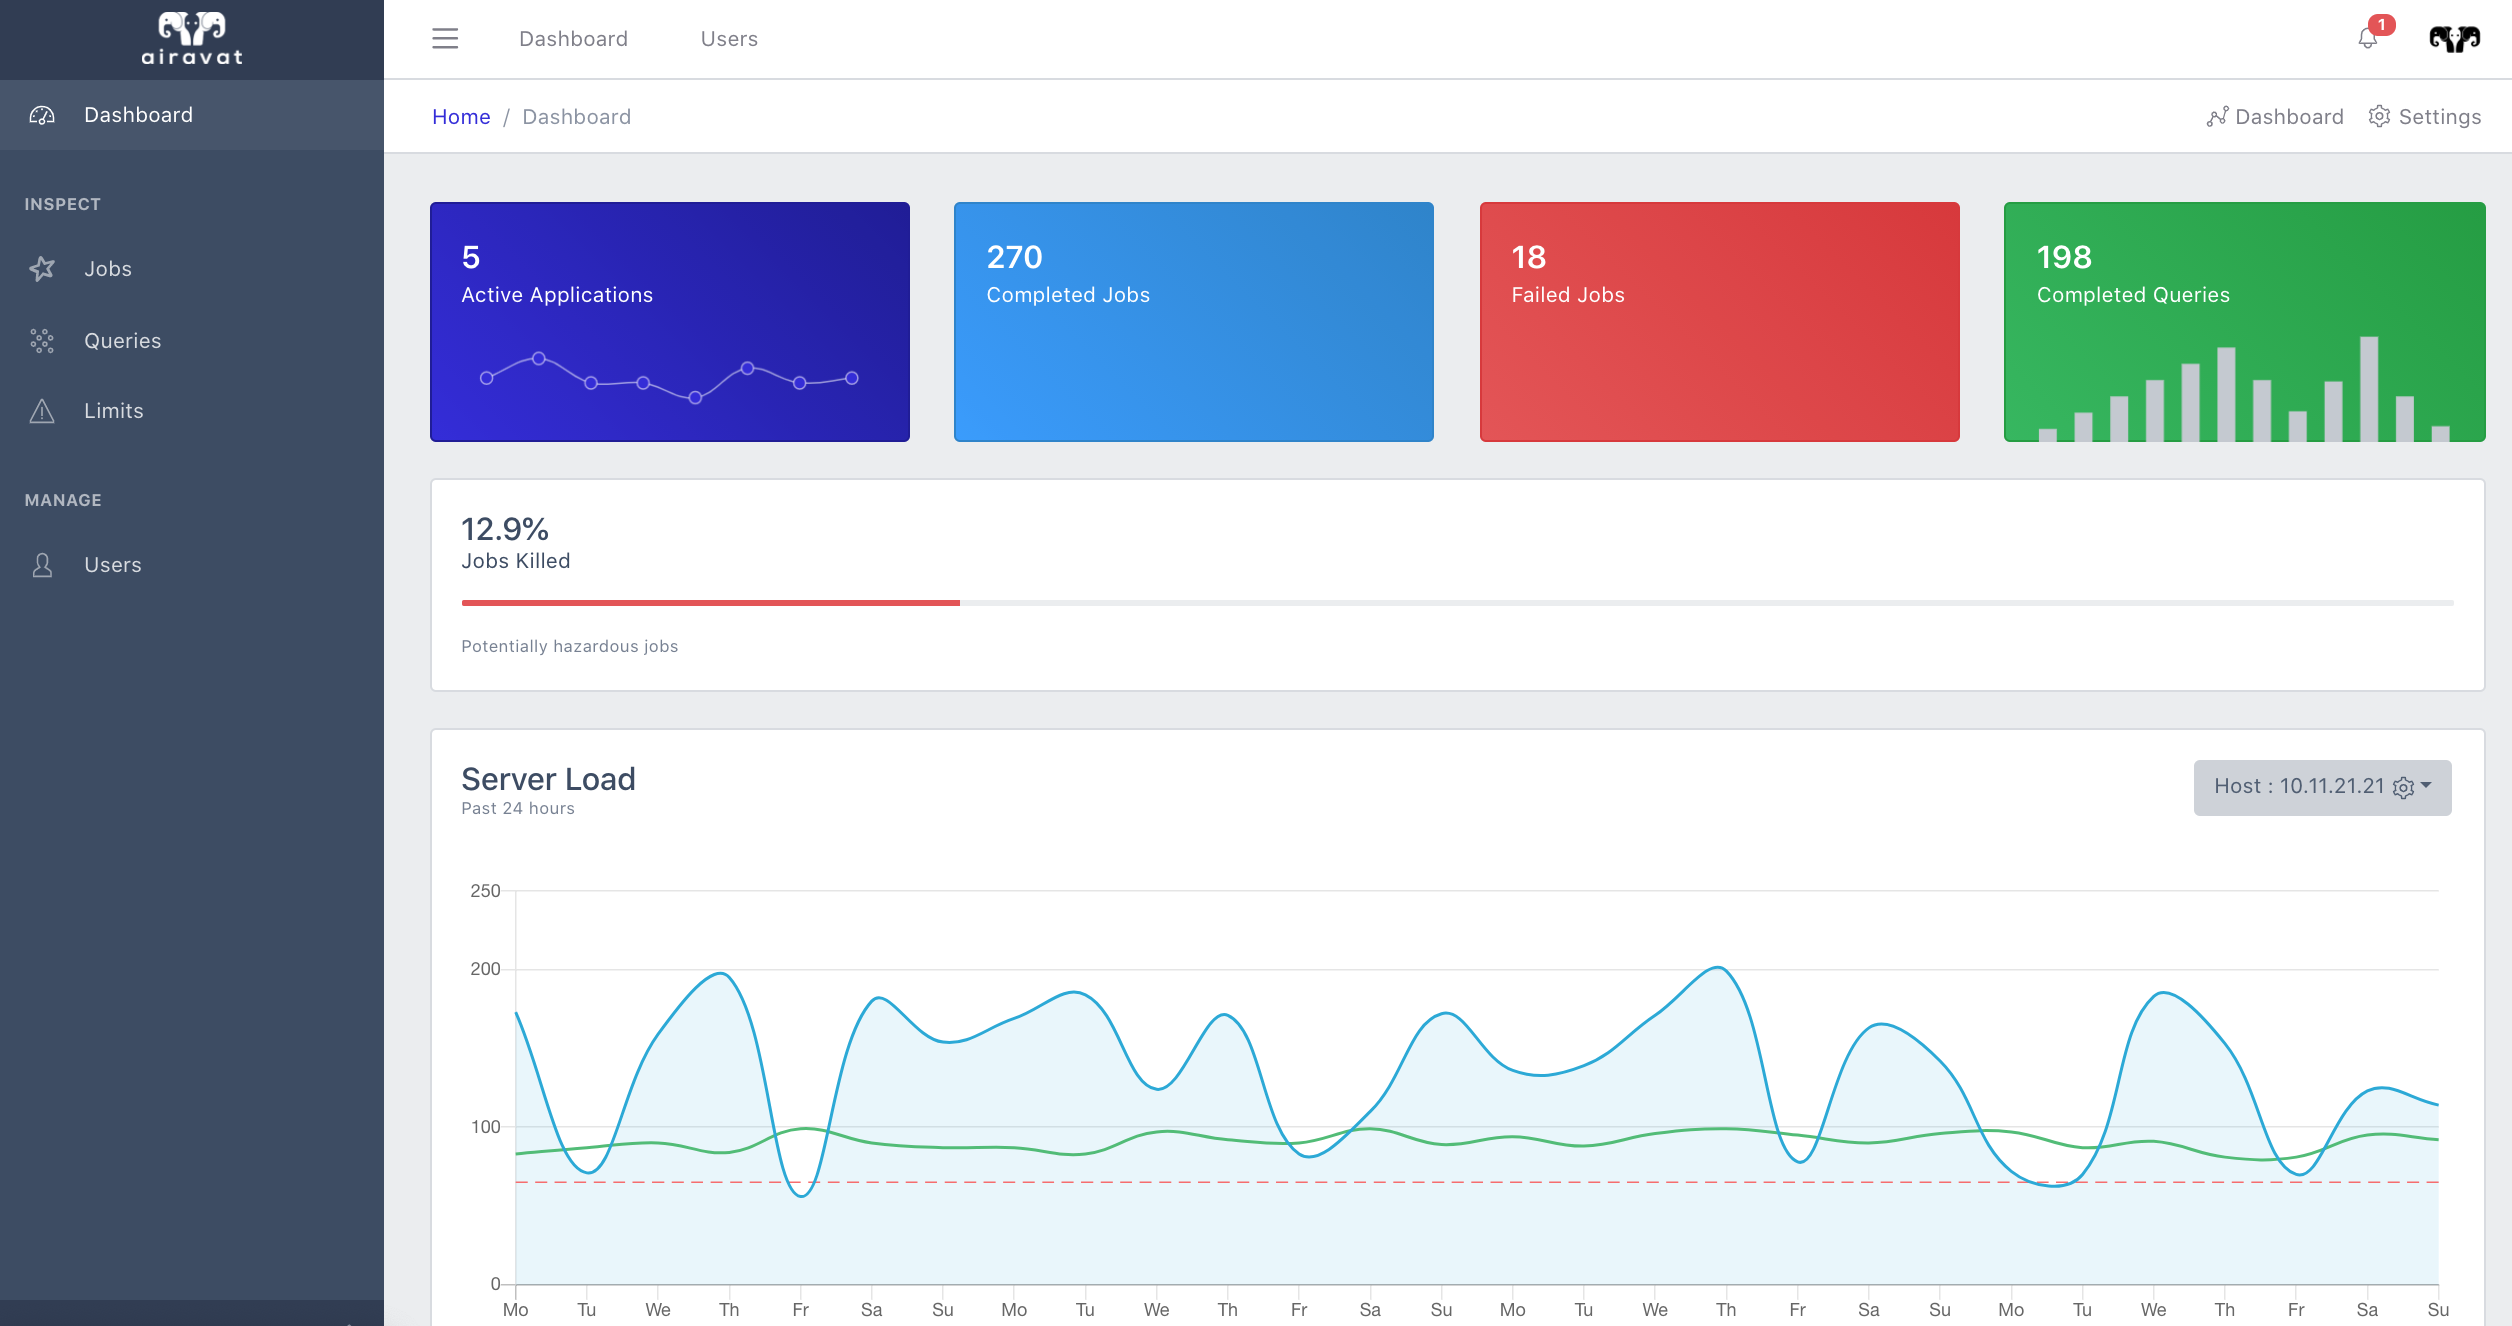 airavat
Dashboard
INSPECT
Jobs
Queries
Limits
MANAGE
Users
Dashboard Users 1
Home / Dashboard Dashboard Settings
5
Active Applications
270
Completed Jobs
18
Failed Jobs
198
Completed Queries
12.9%
Jobs Killed
Potentially hazardous jobs
Server Load
Past 24 hours
Host : 10.11.21.21
250
200
100
0
Mo Tu We Th Fr Sa Su Mo Tu We Th Fr Sa Su Mo Tu We Th Fr Sa Su Mo Tu We Th Fr Sa Su